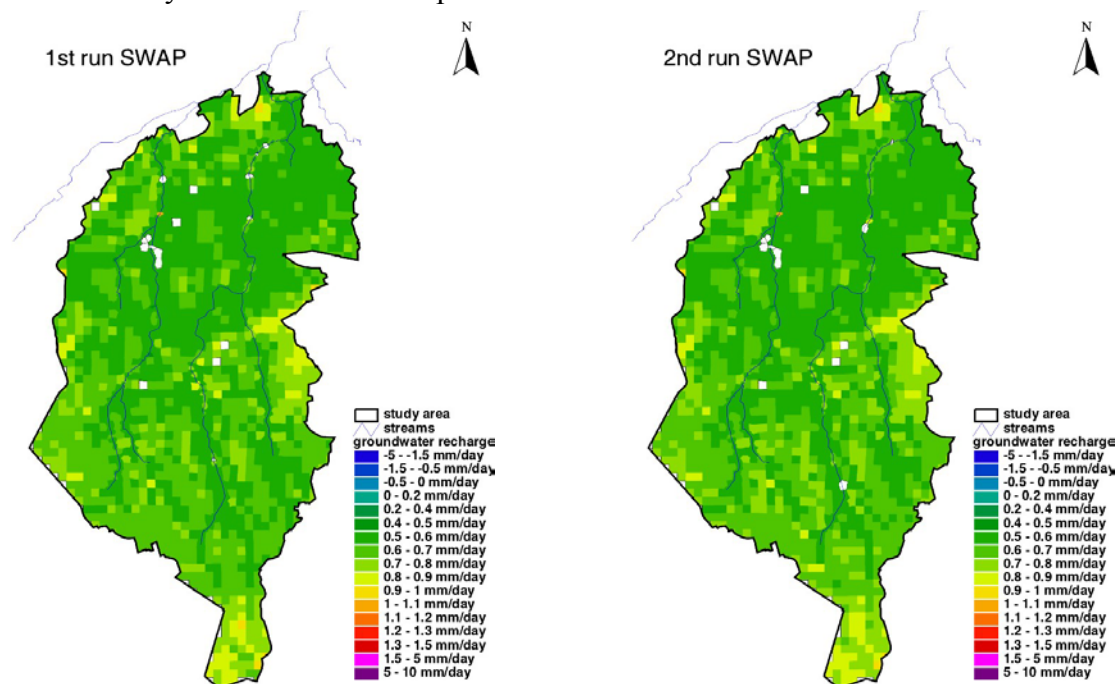 1st run SWAP
N
study area
streams
groundwater recharge
-5 - -1.5 mm/day
-1.5 - -0.5 mm/day
-0.5 - 0 mm/day
0 - 0.2 mm/day
0.2 - 0.4 mm/day
0.4 - 0.5 mm/day
0.5 - 0.6 mm/day
0.6 - 0.7 mm/day
0.7 - 0.8 mm/day
0.8 - 0.9 mm/day
0.9 - 1 mm/day
1 - 1.1 mm/day
1.1 - 1.2 mm/day
1.2 - 1.3 mm/day
1.3 - 1.5 mm/day
1.5 - 5 mm/day
5 - 10 mm/day
2nd run SWAP
N
study area
streams
groundwater recharge
-5 - -1.5 mm/day
-1.5 - -0.5 mm/day
-0.5 - 0 mm/day
0 - 0.2 mm/day
0.2 - 0.4 mm/day
0.4 - 0.5 mm/day
0.5 - 0.6 mm/day
0.6 - 0.7 mm/day
0.7 - 0.8 mm/day
0.8 - 0.9 mm/day
0.9 - 1 mm/day
1 - 1.1 mm/day
1.1 - 1.2 mm/day
1.2 - 1.3 mm/day
1.3 - 1.5 mm/day
1.5 - 5 mm/day
5 - 10 mm/day